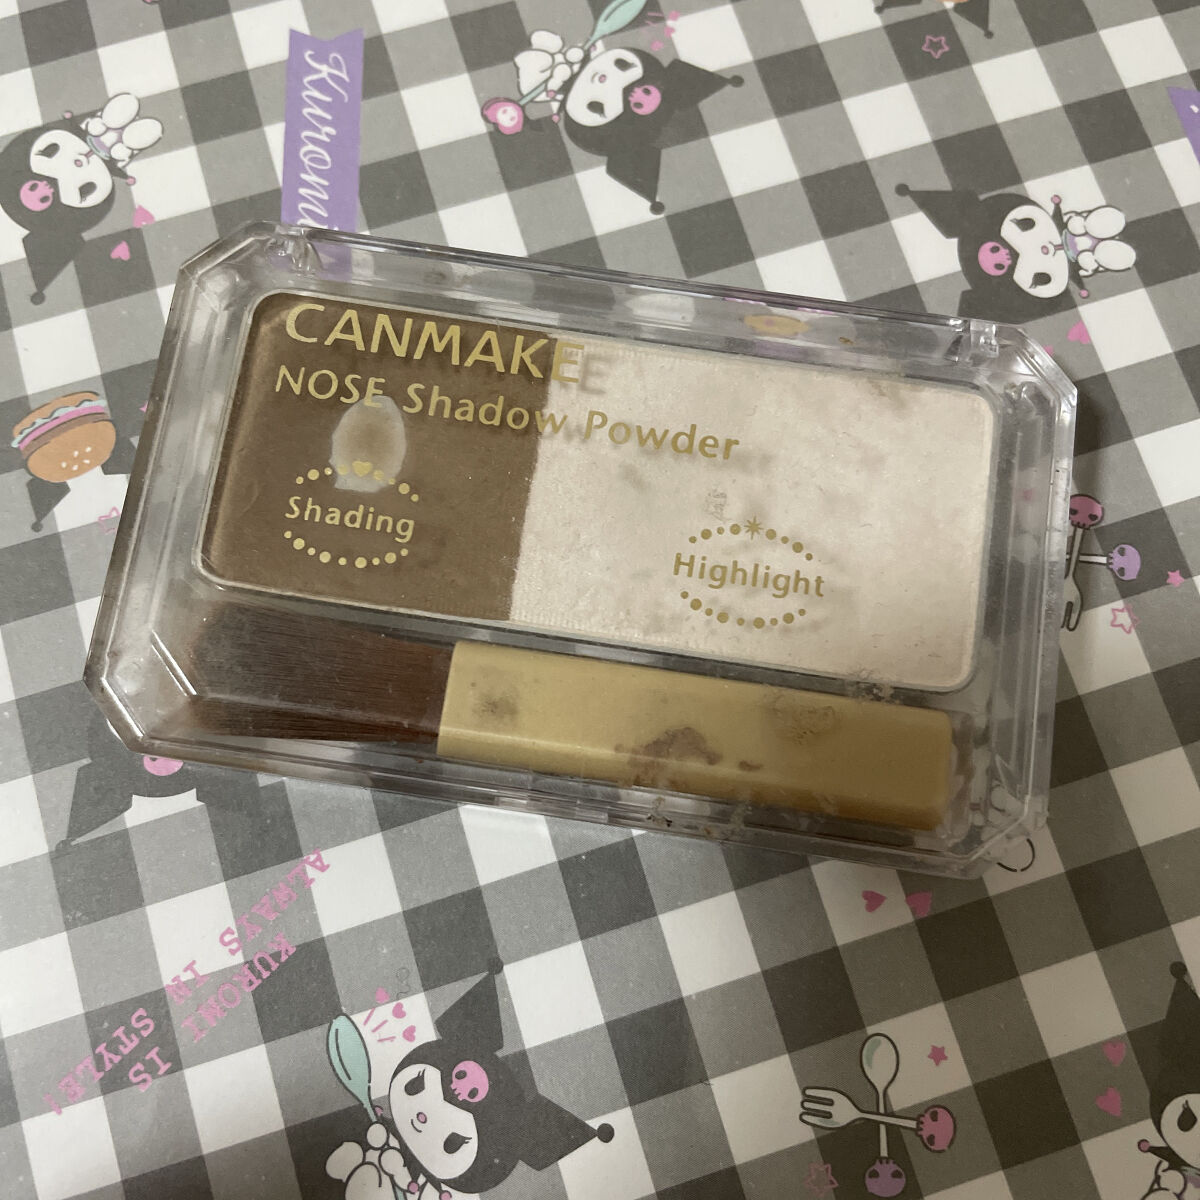 Kuromi
CANMAKE
NOSE Shadow Powder
Shading
Highlight
KUROMI IS
ALWAYS IN STYLE!